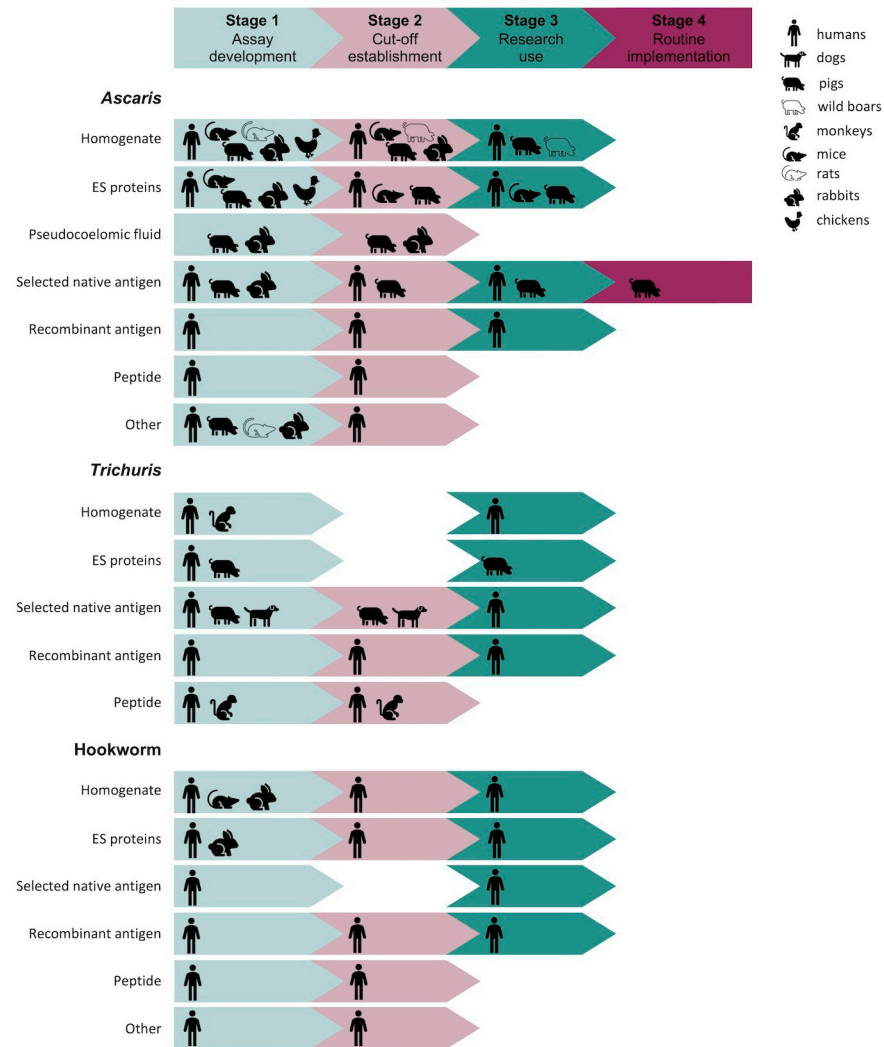 Stage 1
Assay
development
Stage 2
Cut-off
establishment
Stage 3
Research
use
Stage 4
Routine
implementation
humans
dogs
pigs
wild boars
monkeys
mice
rats
rabbits
chickens
Ascaris
Homogenate
ES proteins
Pseudocoelomic fluid
Selected native antigen
Recombinant antigen
Peptide
Other
Trichuris
Homogenate
ES proteins
Selected native antigen
Recombinant antigen
Peptide
Hookworm
Homogenate
ES proteins
Selected native antigen
Recombinant antigen
Peptide
Other